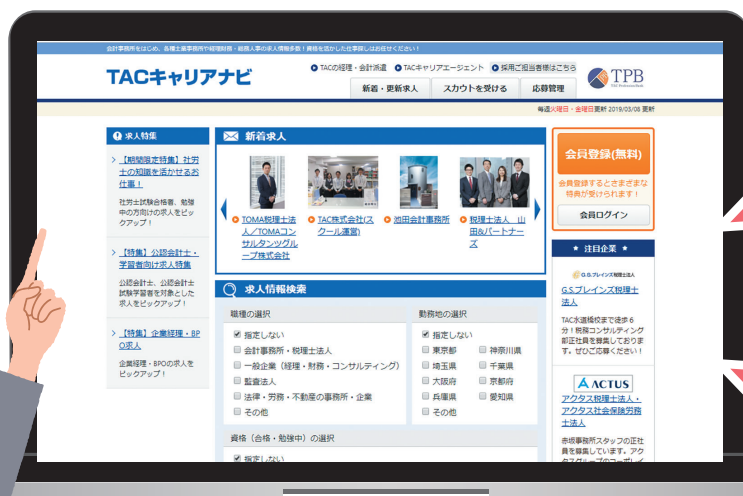 会計事務所をはじめ、各種士業事務所や経理財務・総務人事の求人情報多数！資格を活かした仕事探しはお任せください！
TACキャリアナビ
TACの経理・会計派遣
TACキャリアエージェント
採用ご担当者様はこちら
新着・更新求人
スカウトを受ける
応募管理
TPB
毎週火曜日・金曜日更新 2019/03/08 更新
求人特集
【期間限定特集】社労
士の知識を活かせるお
仕事！
社労士試験合格者、勉強
中の方向けの求人をピッ
クアップ！
【特集】公認会計士・
学習者向け求人特集
公認会計士、公認会計士
試験学習者を対象とした
求人をピックアップ！
【特集】企業経理・BP
O求人
企業経理・BPOの求人を
ピックアップ！
新着求人
TOMA税理士法
人／TOMAコン
サルタンツグル
ープ株式会社
TAC株式会社(ス
クール運営)
池田会計事務所
税理士法人 山
田&パートナー
ズ
求人情報検索
職種の選択
指定しない
会計事務所・税理士法人
一般企業（経理・財務・コンサルティング）
監査法人
法律・労務・不動産の事務所・企業
その他
勤務地の選択
指定しない
東京都 神奈川県
埼玉県 千葉県
大阪府 京都府
兵庫県 愛知県
その他
資格（合格・勉強中）の選択
指定しない
会員登録(無料)
会員登録するとさまざまな
特典が受けられます！
会員ログイン
★ 注目企業 ★
G.S.ブレインズ税理士法人
G.S.ブレインズ税理士
法人
TAC水道橋校まで徒歩６
分！税務コンサルティング
部正社員を募集しておりま
す。ぜひご応募ください！
ACTUS
アクタス税理士法人・
アクタス社会保険労務
士法人
赤坂事務所スタッフの正社
員を募集しています。アク
タスグループのコーポレイ